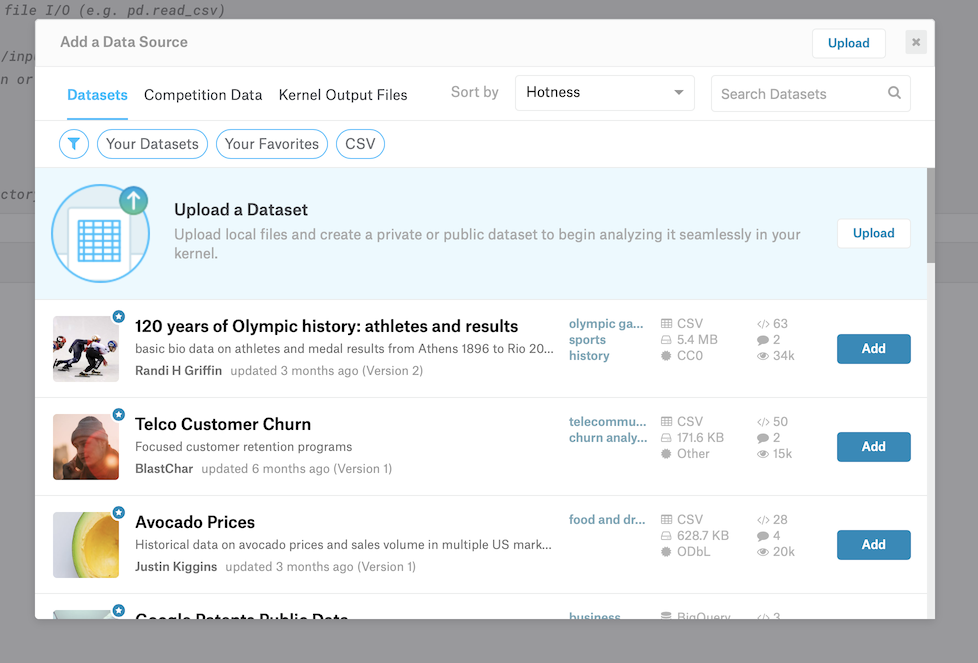 file I/O (e.g. pd.read_csv)
Add a Data Source
Upload
/inpu
n or
Datasets
Competition Data
Kernel Output Files
Sort by
Hotness
Search Datasets
Your Datasets
Your Favorites
CSV
ctory
Upload a Dataset
Upload local files and create a private or public dataset to begin analyzing it seamlessly in your
kernel.
Upload
120 years of Olympic history: athletes and results
basic bio data on athletes and medal results from Athens 1896 to Rio 20...
Randi H Griffin updated 3 months ago (Version 2)
olympic ga...
sports
history
CSV
5.4 MB
CC0
63
2
34k
Add
Telco Customer Churn
Focused customer retention programs
BlastChar updated 6 months ago (Version 1)
telecommu...
churn analy...
CSV
171.6 KB
Other
50
2
15k
Add
Avocado Prices
Historical data on avocado prices and sales volume in multiple US mark...
Justin Kiggins updated 3 months ago (Version 1)
food and dr...
CSV
628.7 KB
ODbL
28
4
20k
Add
Google Patents Public Data
business
BigQuery
3